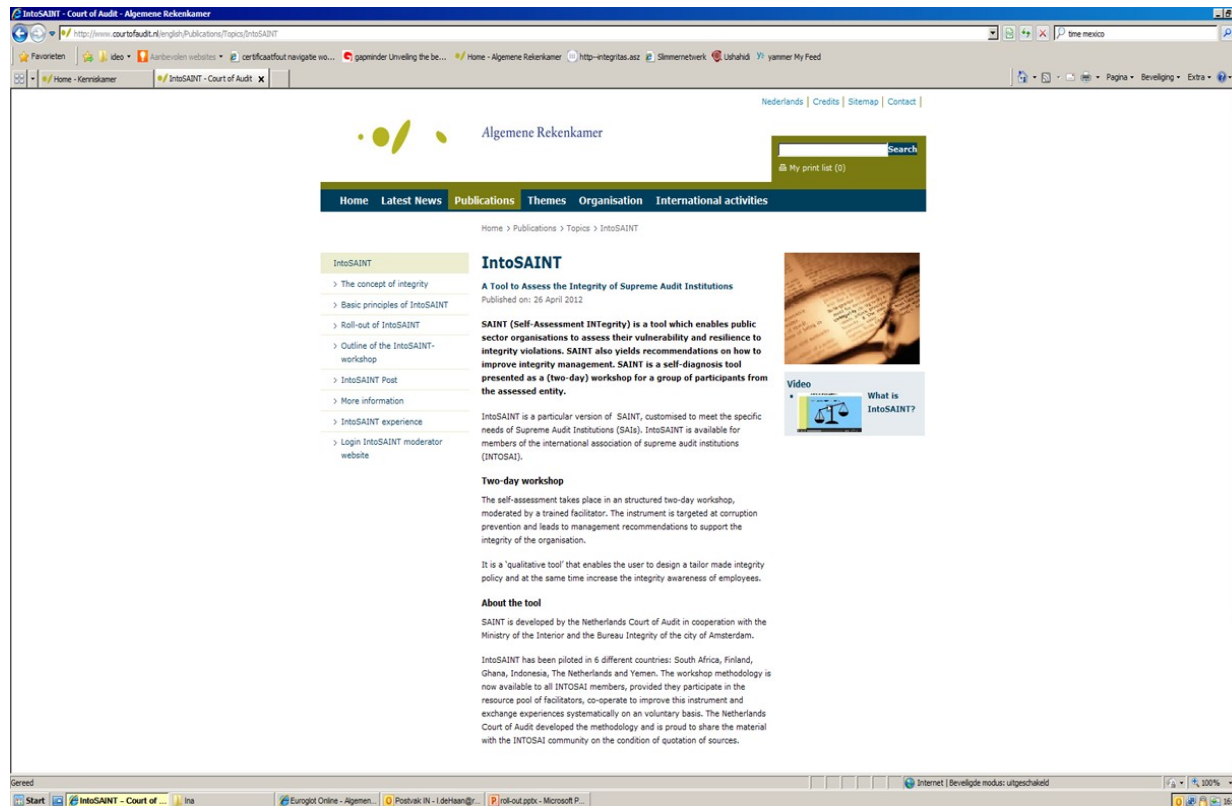 IntoSAINT - Court of Audit - Algemene Rekenkamer
http://www.courtofaudit.nl/english/Publications/Topics/IntoSAINT
time mexico
Favorieten ideo Aanbevolen websites certificaatfout navigatie wo... gapminder Unveiling the be... Home - Algemene Rekenkamer http--integritas.asz Slimmernetwerk Ushahidi yammer My Feed
Home - Kenniskamer IntoSAINT - Court of Audit X Pagina Beveiliging Extra
Nederlands | Credits | Sitemap | Contact |
Algemene Rekenkamer
Search
My print list (0)
Home Latest News Publications Themes Organisation International activities
Home > Publications > Topics > IntoSAINT
IntoSAINT
> The concept of integrity
> Basic principles of IntoSAINT
> Roll-out of IntoSAINT
> Outline of the IntoSAINT-
workshop
> IntoSAINT Post
> More information
> IntoSAINT experience
> Login IntoSAINT moderator
website
IntoSAINT
A Tool to Assess the Integrity of Supreme Audit Institutions
Published on: 26 April 2012
SAINT (Self-Assessment INTegrity) is a tool which enables public
sector organisations to assess their vulnerability and resilience to
integrity violations. SAINT also yields recommendations on how to
improve integrity management. SAINT is a self-diagnosis tool
presented as a (two-day) workshop for a group of participants from
the assessed entity.
IntoSAINT is a particular version of SAINT, customised to meet the specific
needs of Supreme Audit Institutions (SAIs). IntoSAINT is available for
members of the international association of supreme audit institutions
(INTOSAI).
Two-day workshop
The self-assessment takes place in an structured two-day workshop,
moderated by a trained facilitator. The instrument is targeted at corruption
prevention and leads to management recommendations to support the
integrity of the organisation.
It is a 'qualitative tool' that enables the user to design a tailor made integrity
policy and at the same time increase the integrity awareness of employees.
About the tool
SAINT is developed by the Netherlands Court of Audit in cooperation with the
Ministry of the Interior and the Bureau Integrity of the city of Amsterdam.
IntoSAINT has been piloted in 6 different countries: South Africa, Finland,
Ghana, Indonesia, The Netherlands and Yemen. The workshop methodology is
now available to all INTOSAI members, provided they participate in the
resource pool of facilitators, co-operate to improve this instrument and
exchange experiences systematically on an voluntary basis. The Netherlands
Court of Audit developed the methodology and is proud to share the material
with the INTOSAI community on the condition of quotation of sources.
Video
What is
IntoSAINT?
Gereed Internet | Beveiligde modus: uitgeschakeld 100%
Start IntoSAINT - Court of ... Ina Euroglot Online - Algemen... Postvak IN - I.deHaan@r... roll-out.pptx - Microsoft P...